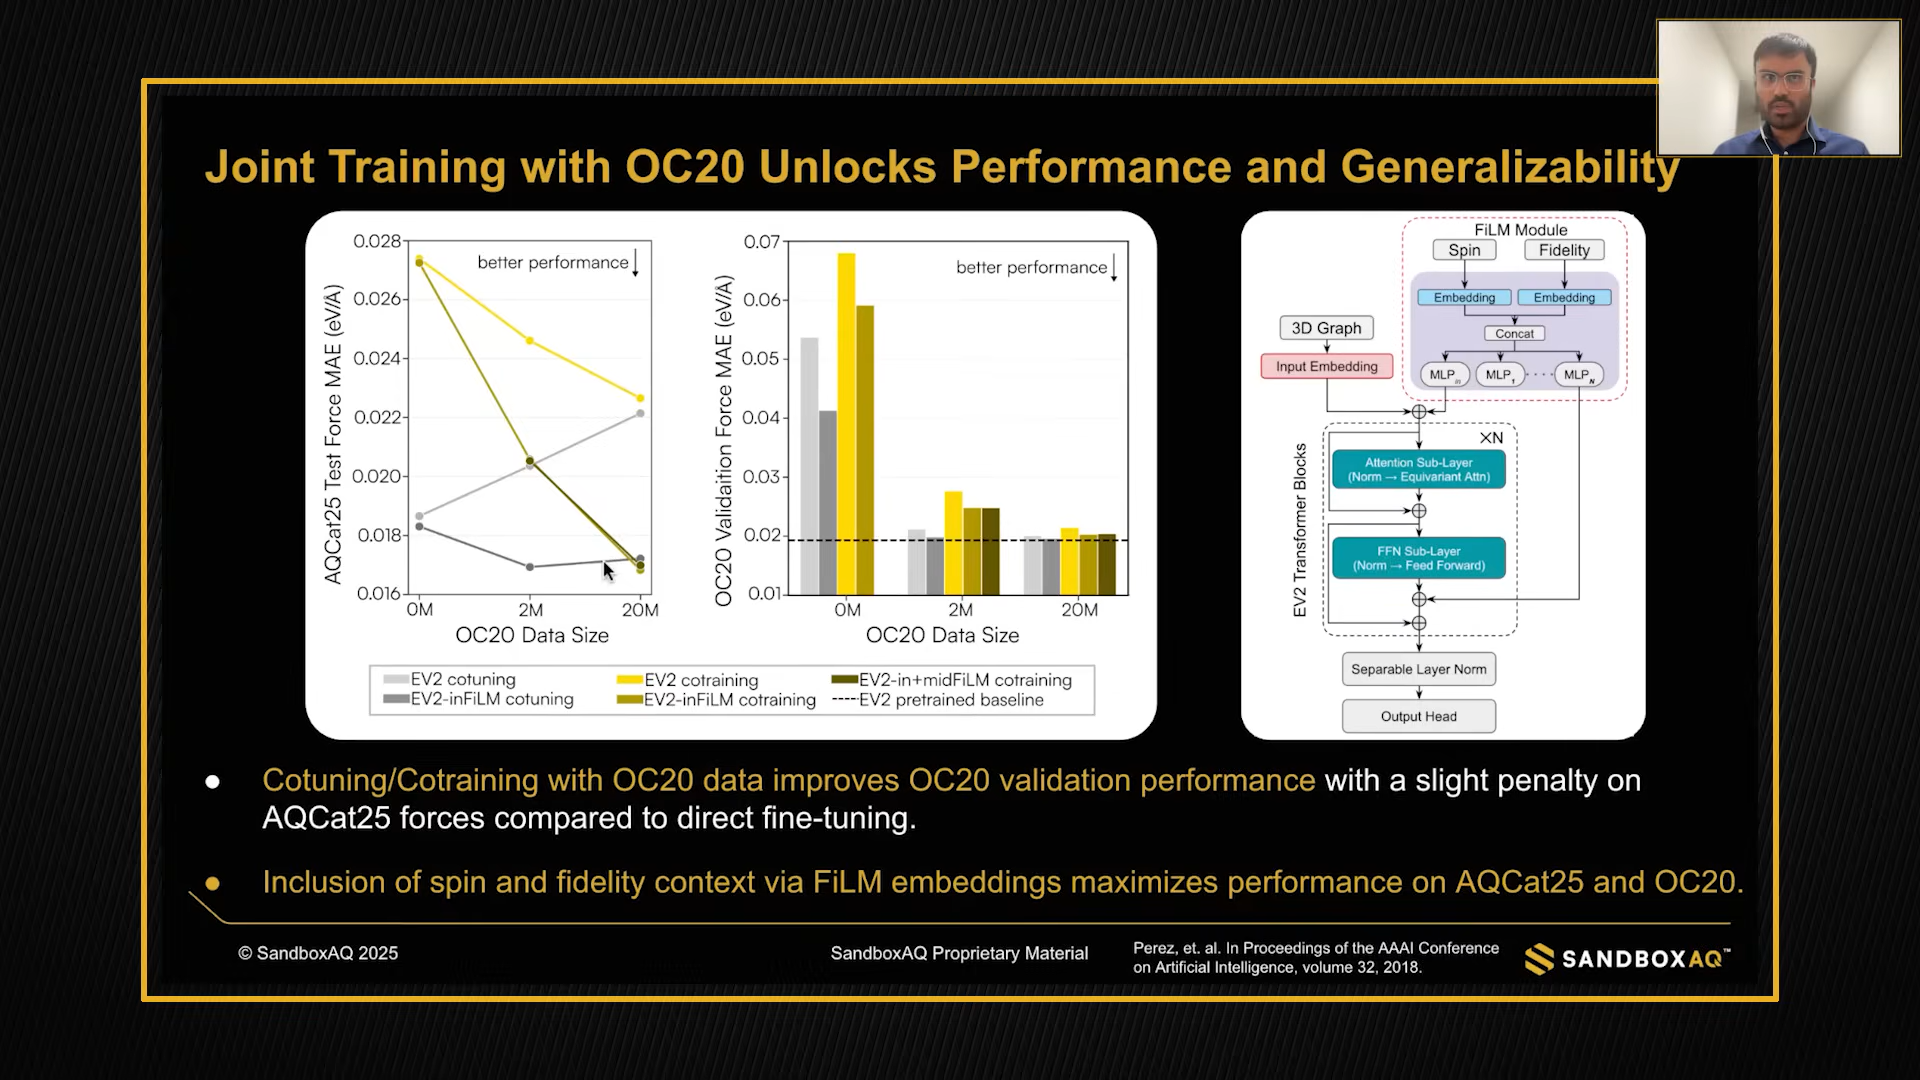 Joint Training with OC20 Unlocks Performance and Generalizability
0.028
0.026
0.024
0.022
0.020
0.018
0.016
AQCat25 Test Force MAE (eV/Å)
better performance
0M
2M
20M
OC20 Data Size
0.07
0.06
0.05
0.04
0.03
0.02
0.01
OC20 Validaition Force MAE (eV/Å)
better performance
0M
2M
20M
OC20 Data Size
EV2 cotuning
EV2 cotraining
EV2-in+midFiLM cotraining
EV2-inFiLM cotuning
EV2-inFiLM cotraining
EV2 pretrained baseline
FiLM Module
Spin
Fidelity
Embedding
Embedding
Concat
MLP in
MLP 1
MLP N
3D Graph
Input Embedding
×N
EV2 Transformer Blocks
Attention Sub-Layer
(Norm → Equivariant Attn)
FFN Sub-Layer
(Norm → Feed Forward)
Separable Layer Norm
Output Head
Cotuning/Cotraining with OC20 data improves OC20 validation performance with a slight penalty on
AQCat25 forces compared to direct fine-tuning.
Inclusion of spin and fidelity context via FiLM embeddings maximizes performance on AQCat25 and OC20.
© SandboxAQ 2025
SandboxAQ Proprietary Material
Perez, et. al. In Proceedings of the AAAI Conference
on Artificial Intelligence, volume 32, 2018.
SANDBOXAQ™